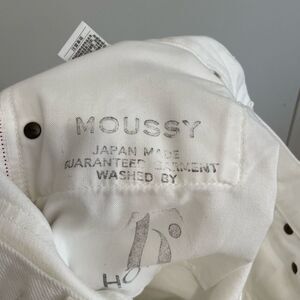 MOUSSY
JAPAN MADE
GUARANTEED GARMENT
WASHED BY
H